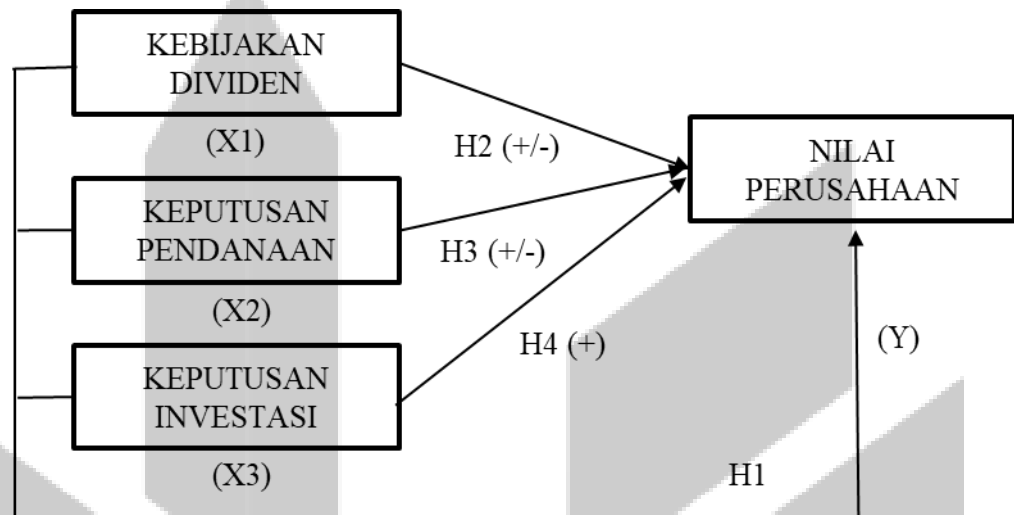 KEBIJAKAN
DIVIDEN
(X1)
H2 (+/-)
NILAI
PERUSAHAAN
KEPUTUSAN
PENDANAAN
H3 (+/-)
(X2)
H4 (+)
(Y)
KEPUTUSAN
INVESTASI
(X3)
H1